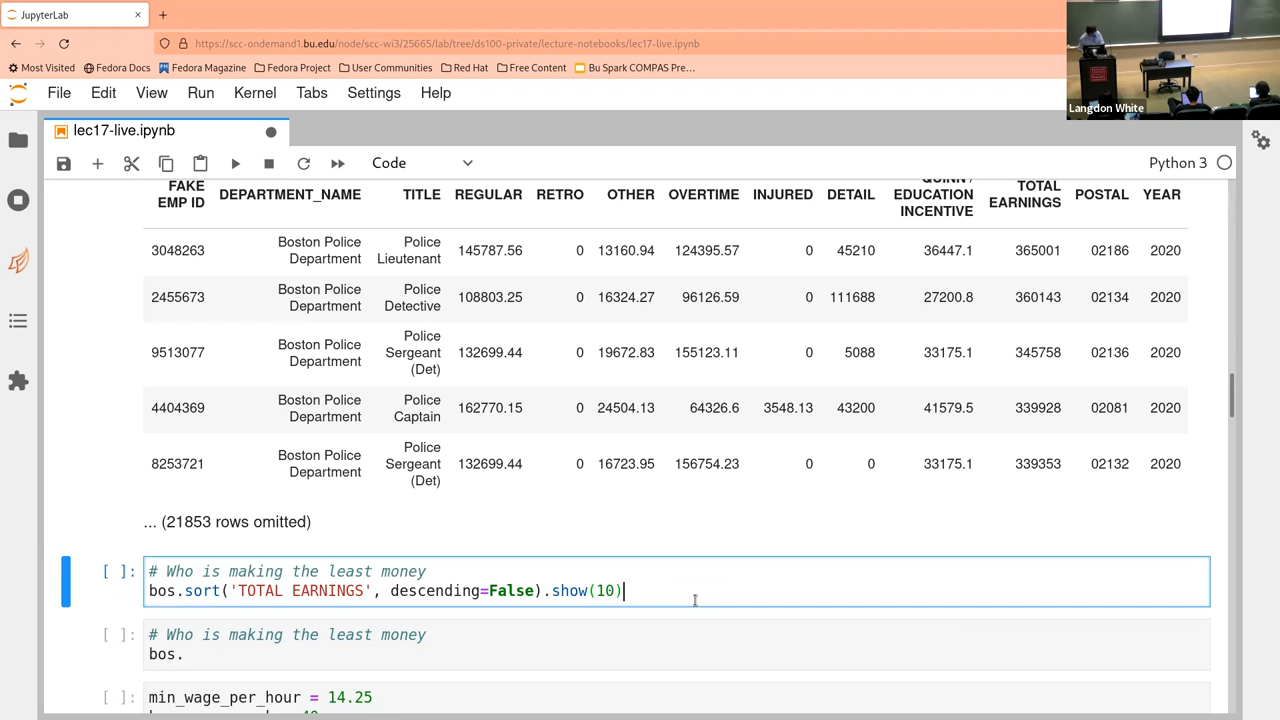 JupyterLab
https://scc-ondemand1.bu.edu/node/scc-wi3/25665/lab/tree/ds100-private/lecture-notebooks/lec17-live.ipynb
Most Visited Fedora Docs Fedora Magazine Fedora Project User Communities Red Hat Free Content Bu Spark COMPAS Pre…
Langdon White
File Edit View Run Kernel Tabs Settings Help
lec17-live.ipynb
Code Python 3
FAKE EMP ID DEPARTMENT_NAME TITLE REGULAR RETRO OTHER OVERTIME INJURED DETAIL QUINN / EDUCATION INCENTIVE TOTAL EARNINGS POSTAL YEAR
3048263 Boston Police Department Police Lieutenant 145787.56 0 13160.94 124395.57 0 45210 36447.1 365001 02186 2020
2455673 Boston Police Department Police Detective 108803.25 0 16324.27 96126.59 0 111688 27200.8 360143 02134 2020
9513077 Boston Police Department Police Sergeant (Det) 132699.44 0 19672.83 155123.11 0 5088 33175.1 345758 02136 2020
4404369 Boston Police Department Police Captain 162770.15 0 24504.13 64326.6 3548.13 43200 41579.5 339928 02081 2020
8253721 Boston Police Department Police Sergeant (Det) 132699.44 0 16723.95 156754.23 0 0 33175.1 339353 02132 2020
... (21853 rows omitted)
[ ]: # Who is making the least money
bos.sort('TOTAL EARNINGS', descending=False).show(10)
[ ]: # Who is making the least money
bos.
[ ]: min_wage_per_hour = 14.25